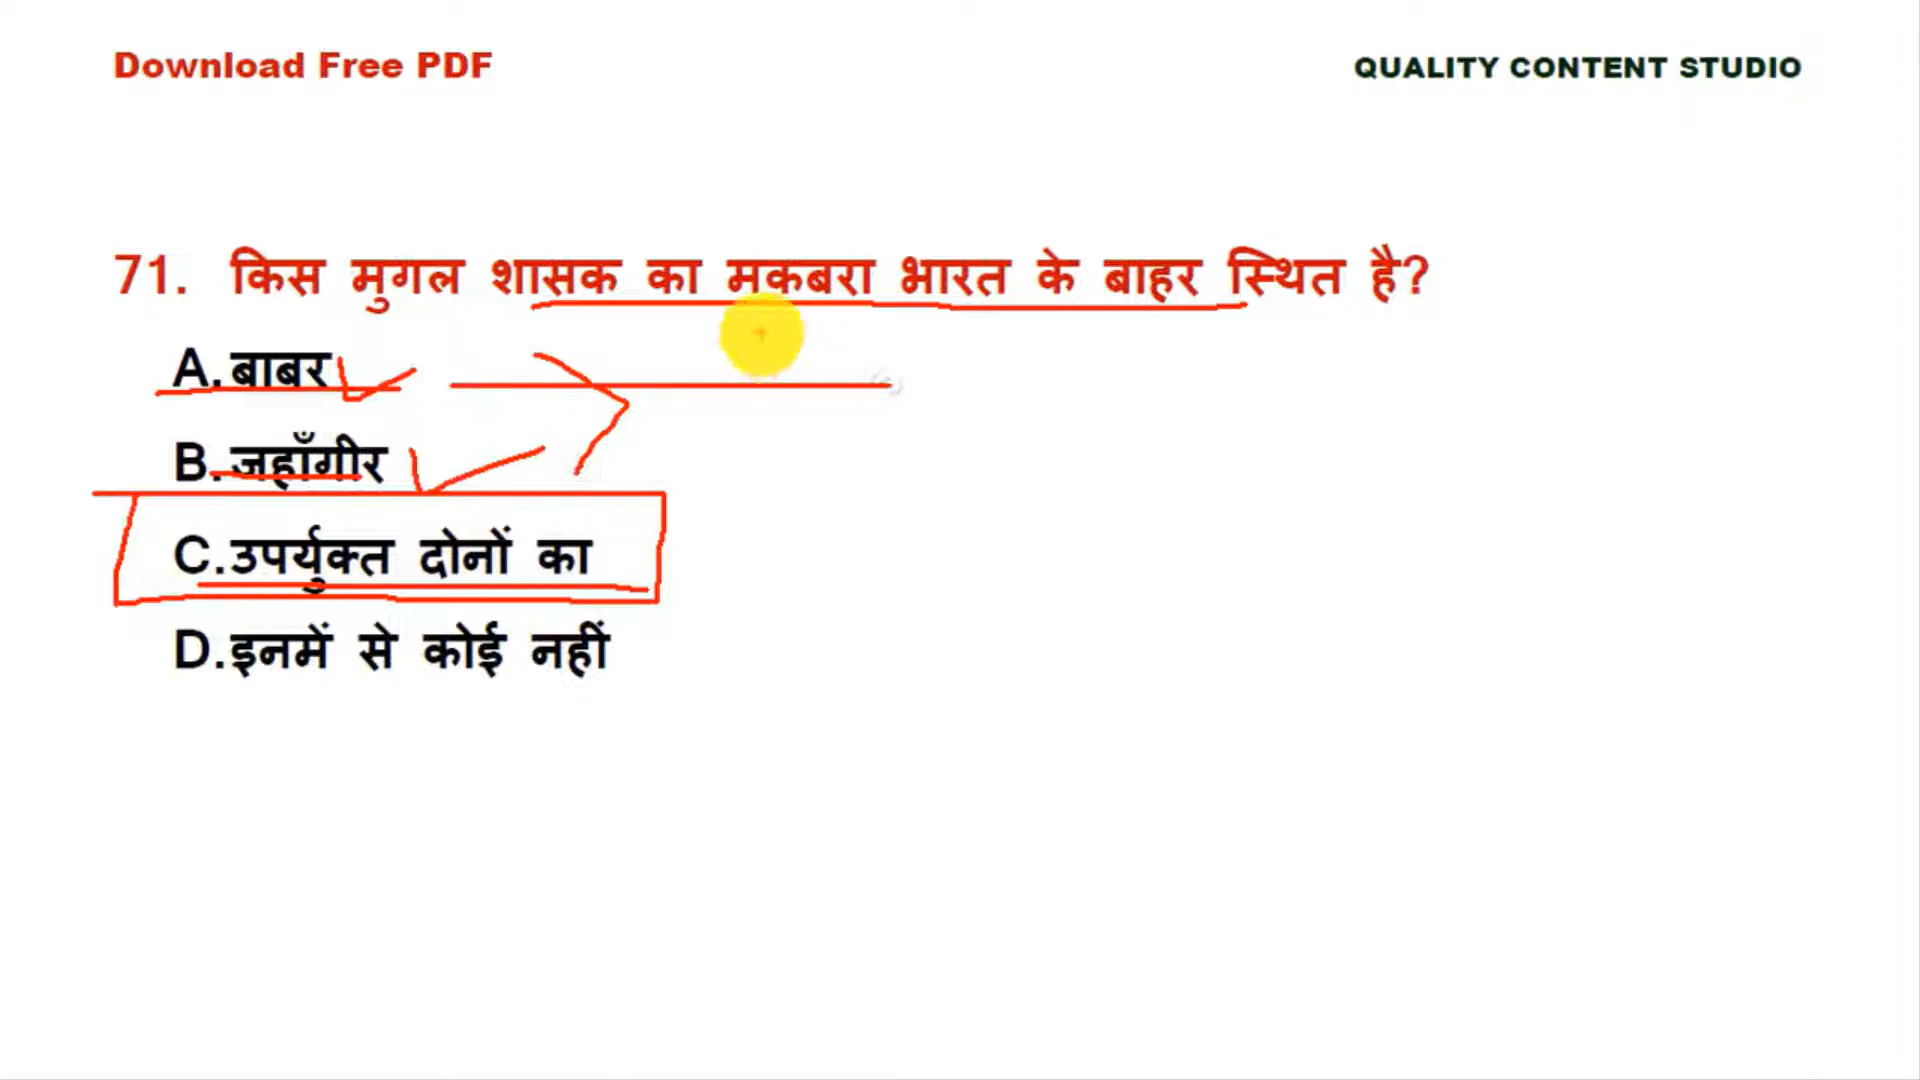 Download Free PDF
QUALITY CONTENT STUDIO
71. किस मुगल शासक का मकबरा भारत के बाहर स्थित है?
A. बाबर
B. जहाँगीर
C. उपर्युक्त दोनों का
D. इनमें से कोई नहीं